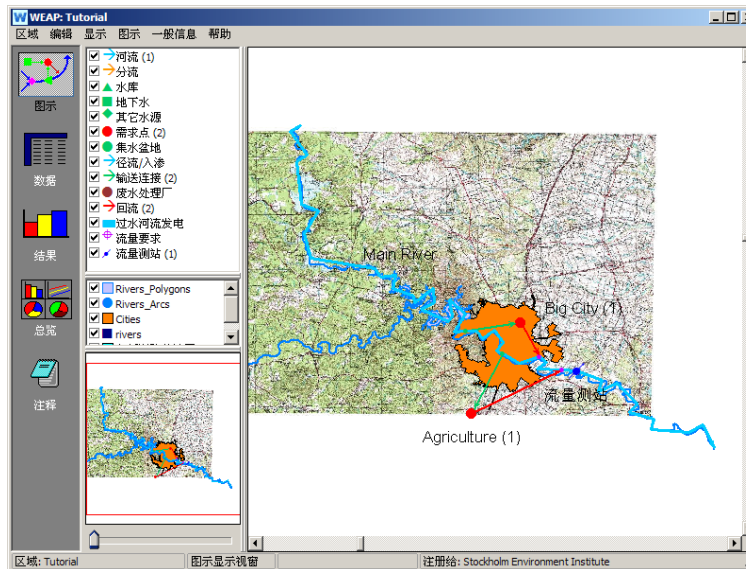 WEAP: Tutorial
区域 编辑 显示 图示 一般信息 帮助
图示
数据
结果
总览
注释
河流 (1)
分流
水库
地下水
其它水源
需求点 (2)
集水盆地
径流/入渗
输送连接 (2)
废水处理厂
回流 (2)
过水河流发电
流量要求
流量测站 (1)
Rivers_Polygons
Rivers_Arcs
Cities
rivers
Main River
Big City (1)
流量测站
Agriculture (1)
区域: Tutorial
图示显示视窗
注册给: Stockholm Environment Institute